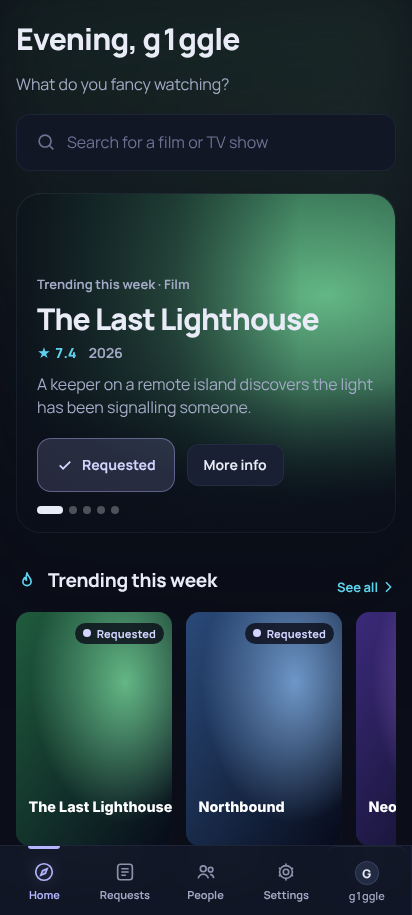 Evening, g1ggle
What do you fancy watching?
Search for a film or TV show
Trending this week · Film
The Last Lighthouse
★ 7.4 2026
A keeper on a remote island discovers the light
has been signalling someone.
Requested More info
Trending this week
See all
Requested Requested
The Last Lighthouse Northbound Neo
G
Home Requests People Settings g1ggle